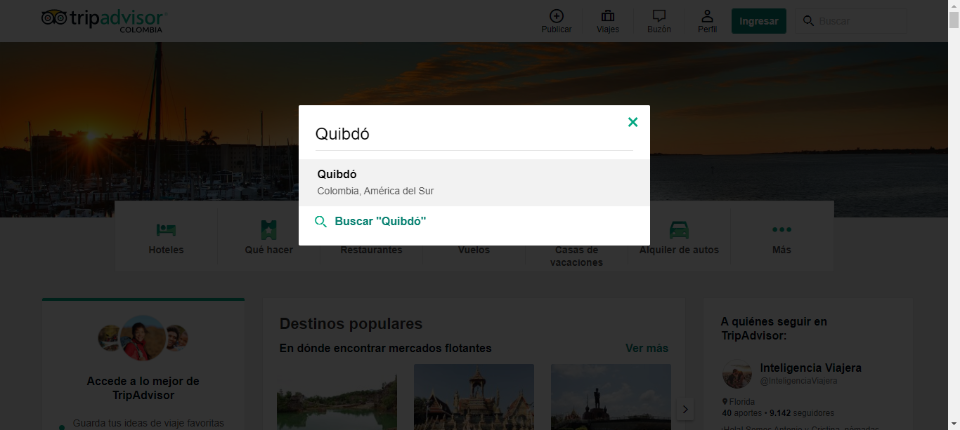 tripadvisor
COLOMBIA
Publicar
Viajes
Buzón
Perfil
Ingresar
Buscar
Quibdó
Quibdó
Colombia, América del Sur
Buscar "Quibdó"
Hoteles
Qué hacer
Restaurantes
Vuelos
Casas de
vacaciones
Alquiler de autos
Más
Accede a lo mejor de
TripAdvisor
Guarda tus ideas de viaje favoritas
Destinos populares
En dónde encontrar mercados flotantes
Ver más
A quiénes seguir en
TripAdvisor:
Inteligencia Viajera
@InteligenciaViajera
Florida
40 aportes • 9.142 seguidores